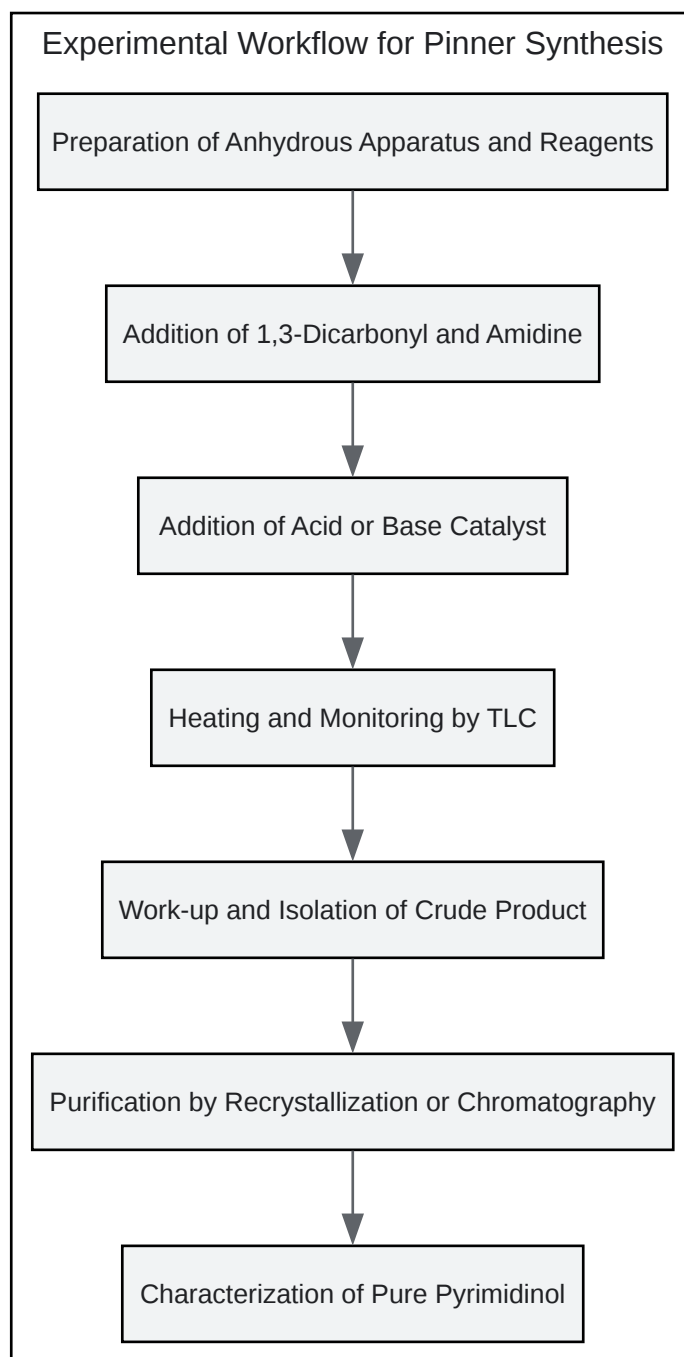 Experimental Workflow for Pinner Synthesis
Preparation of Anhydrous Apparatus and Reagents
Addition of 1,3-Dicarbonyl and Amidine
Addition of Acid or Base Catalyst
Heating and Monitoring by TLC
Work-up and Isolation of Crude Product
Purification by Recrystallization or Chromatography
Characterization of Pure Pyrimidinol